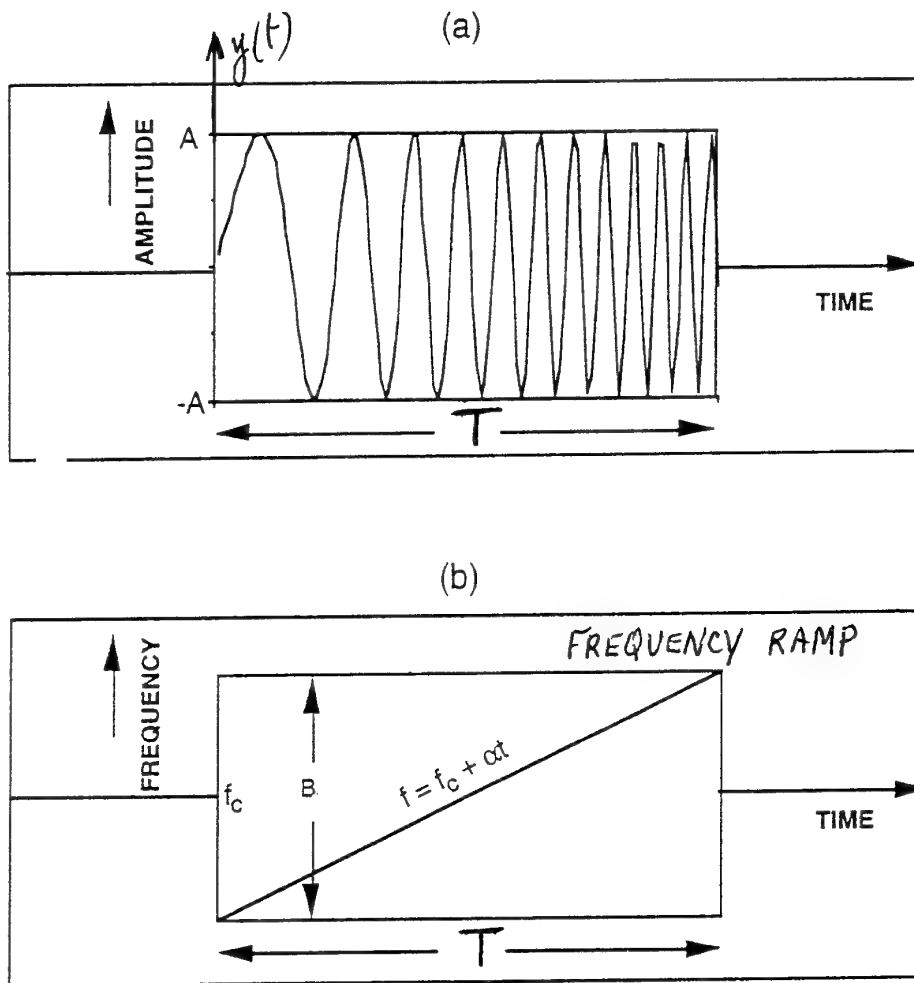 (a)
y(t)
A
AMPLITUDE
TIME
-A
T
(b)
FREQUENCY RAMP
FREQUENCY
f_c
B
f = f_c + αt
TIME
T